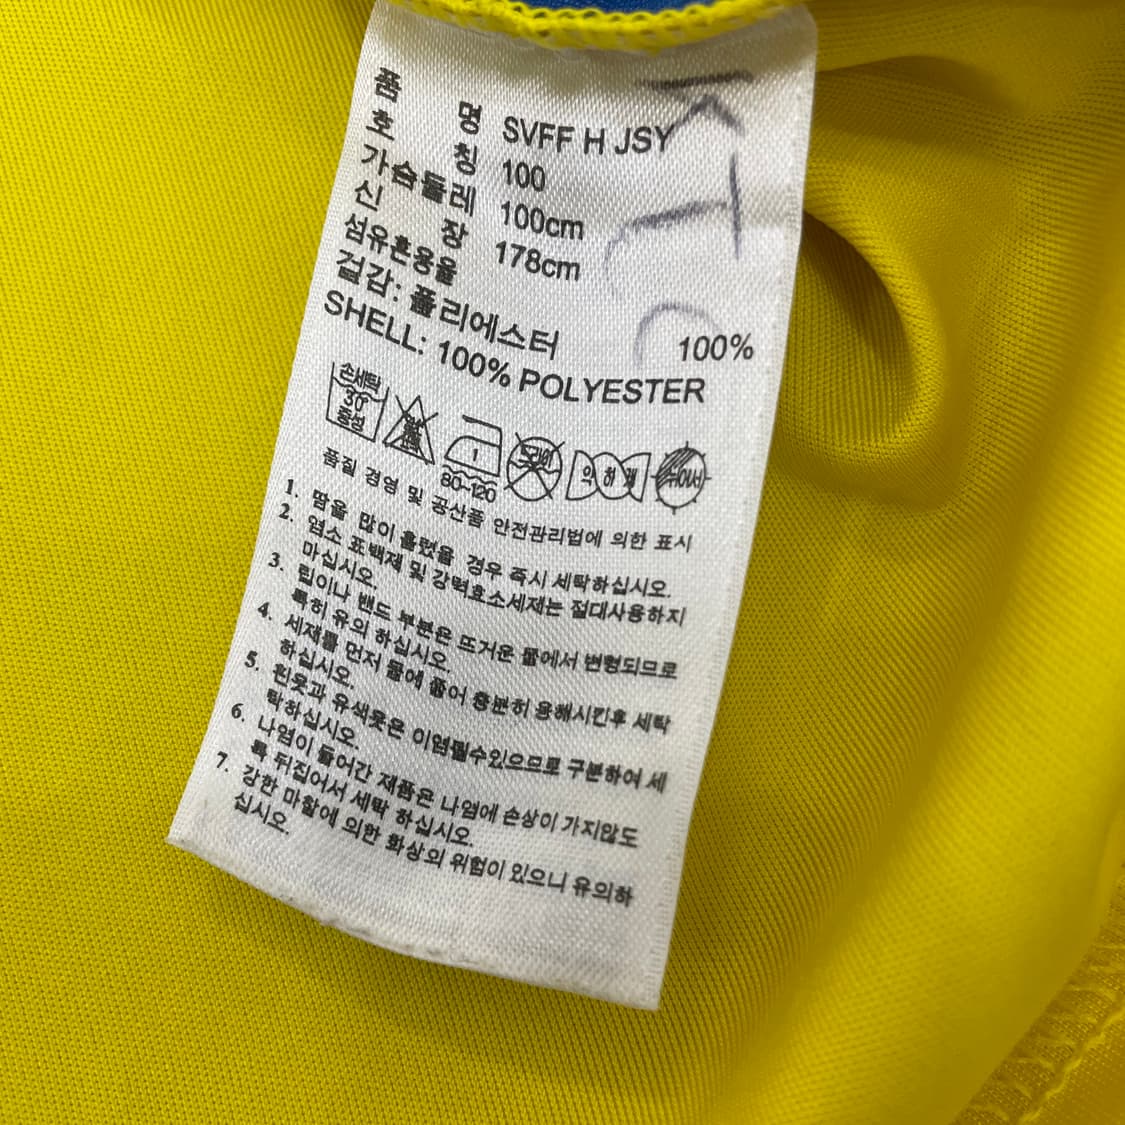 품 명 SVFF H JSY
호 칭 100
가슴둘레 100cm
신 장 178cm
섬유혼용율
겉감: 폴리에스터 100%
SHELL: 100% POLYESTER
손세탁 30° 중성
80~120
약하게
뉘어서
품질 경영 및 공산품 안전관리법에 의한 표시
1. 땀을 많이 흘렸을 경우 즉시 세탁하십시오.
2. 염소 표백제 및 강력효소세제는 절대사용하지
마십시오.
3. 립이나 밴드 부분은 뜨거운 물에서 변형되므로
특히 유의 하십시오.
4. 세제를 먼저 물에 풀어 충분히 용해시킨후 세탁
하십시오.
5. 흰옷과 유색옷은 이염될수있으므로 구분하여 세
탁하십시오.
6. 나염이 들어간 제품은 나염에 손상이 가지않도
록 뒤집어서 세탁 하십시오.
7. 강한 마찰에 의한 화상의 위험이 있으니 유의하
십시오.